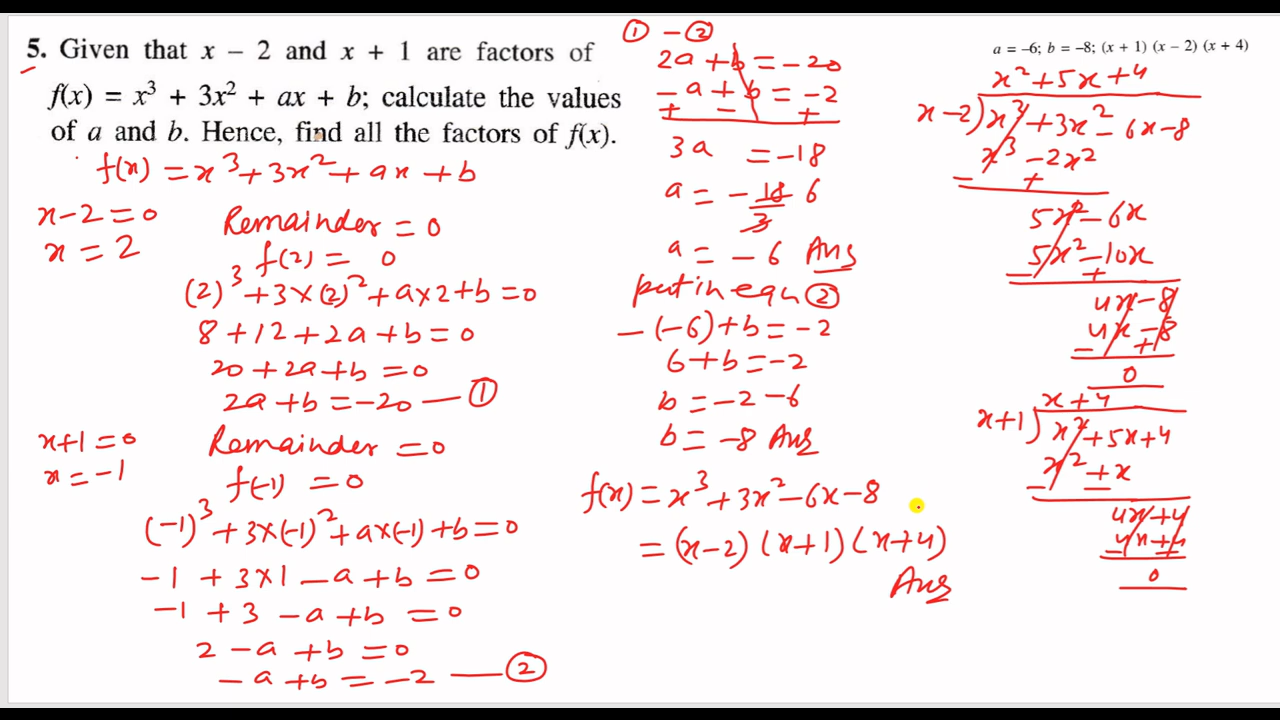 5. Given that x − 2 and x + 1 are factors of
f(x) = x³ + 3x² + ax + b; calculate the values
of a and b. Hence, find all the factors of f(x).
f(x) = x³ + 3x² + ax + b
x − 2 = 0
x = 2
Remainder = 0
f(2) = 0
(2)³ + 3 × (2)² + a × 2 + b = 0
8 + 12 + 2a + b = 0
20 + 2a + b = 0
2a + b = −20 — ①
x + 1 = 0
x = −1
Remainder = 0
f(−1) = 0
(−1)³ + 3 × (−1)² + a × (−1) + b = 0
−1 + 3 × 1 − a + b = 0
−1 + 3 − a + b = 0
2 − a + b = 0
− a + b = −2 — ②
① − ②
2a + b = −20
− a + b = −2
+ − +
3a = −18
a = − 18 6
3
a = − 6 Ans
put in eqn ②
− (−6) + b = −2
6 + b = −2
b = −2 − 6
b = −8 Ans
f(x) = x³ + 3x² − 6x − 8
= (x−2) (x+1) (x+4)
Ans
a = −6; b = −8; (x + 1) (x − 2) (x + 4)
x² + 5x + 4
x−2) x³ + 3x² − 6x − 8
x³ − 2x²
− +
5x² − 6x
5x² − 10x
− +
4x − 8
4x − 8
− +
0
x + 4
x+1) x² + 5x + 4
x² + x
− −
4x + 4
4x + 4
− −
0